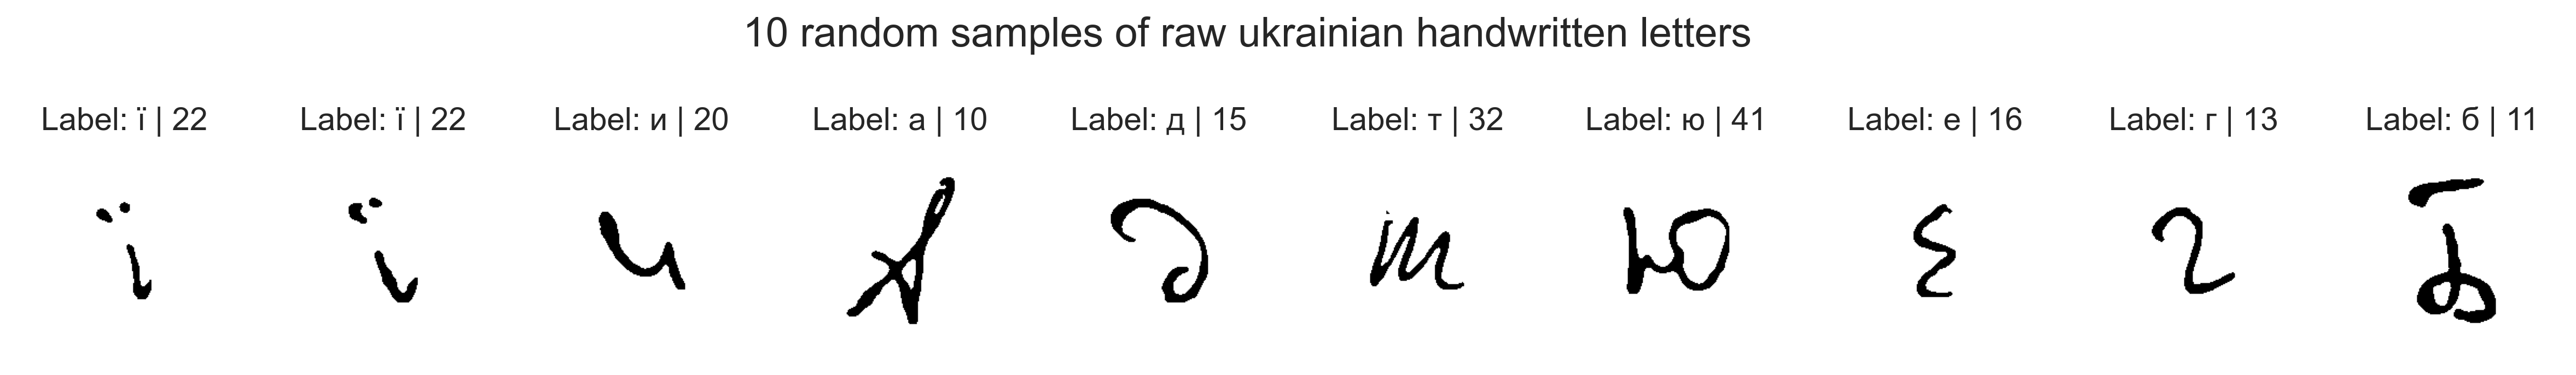 10 random samples of raw ukrainian handwritten letters
Label: ї | 22 Label: ї | 22 Label: и | 20 Label: а | 10 Label: д | 15 Label: т | 32 Label: ю | 41 Label: е | 16 Label: г | 13 Label: б | 11
ї ї и А д т Ю е г Б